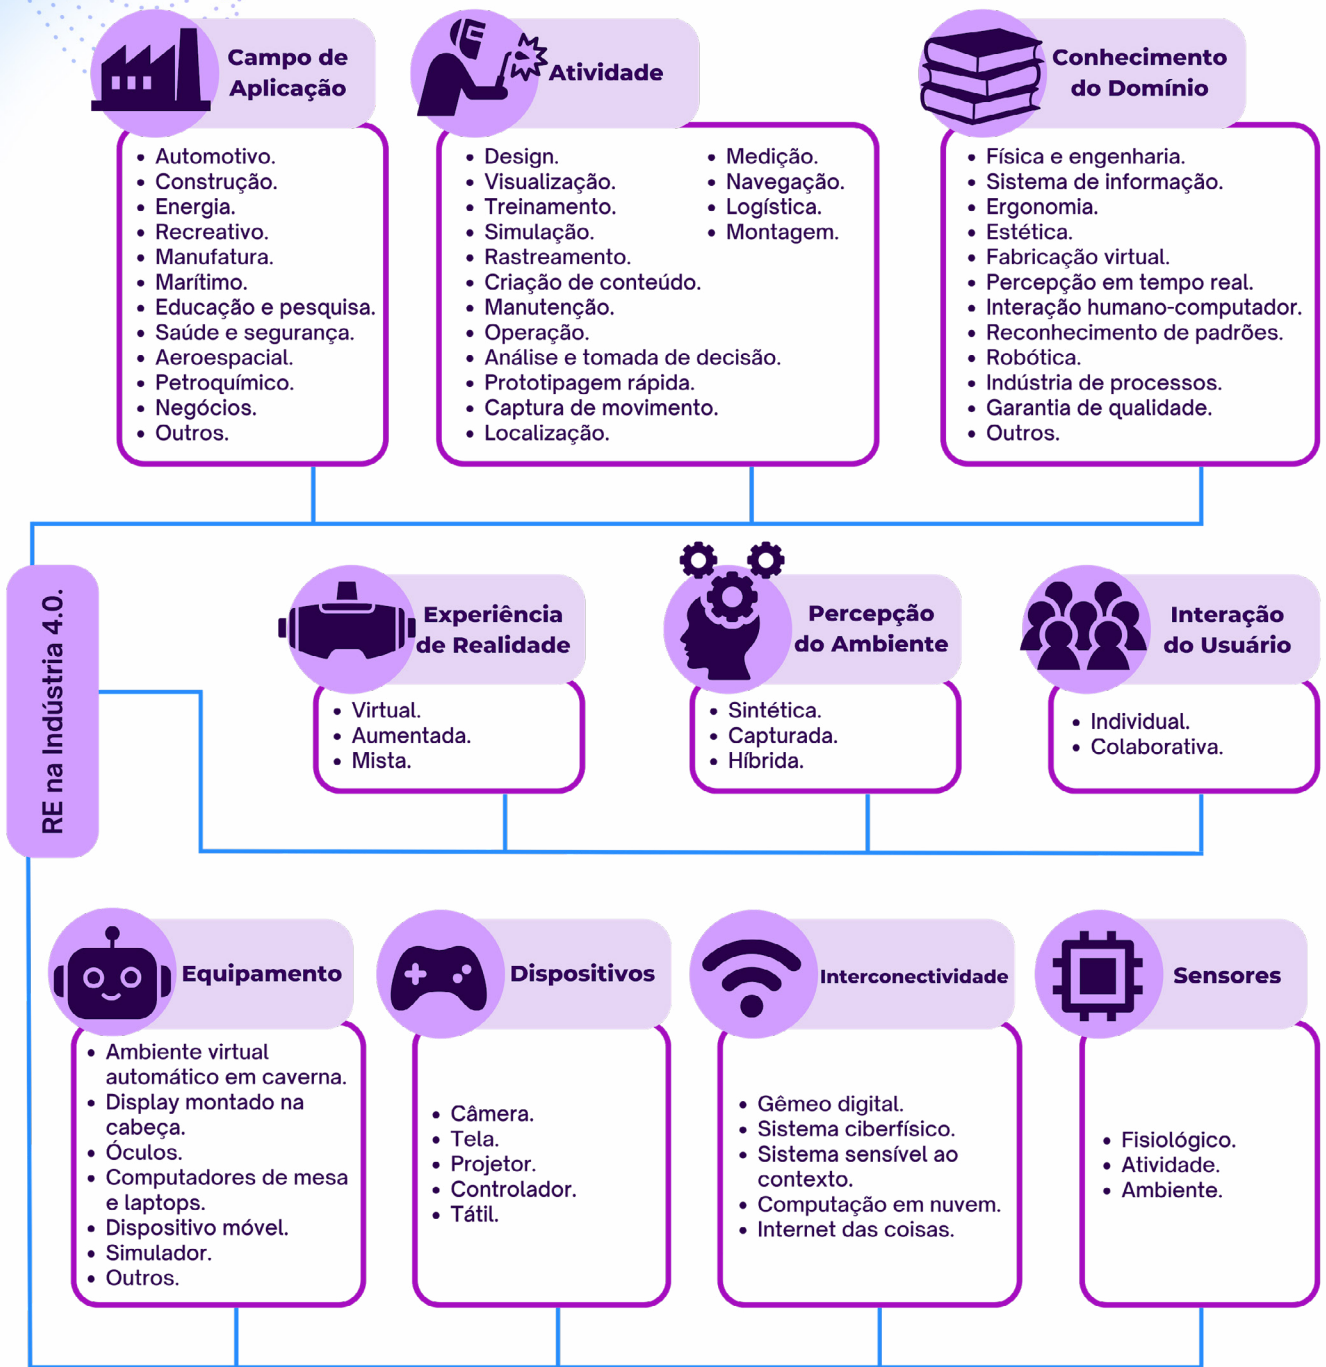 Campo de
Aplicação
• Automotivo.
• Construção.
• Energia.
• Recreativo.
• Manufatura.
• Marítimo.
• Educação e pesquisa.
• Saúde e segurança.
• Aeroespacial.
• Petroquímico.
• Negócios.
• Outros.
Atividade
• Design.
• Visualização.
• Treinamento.
• Simulação.
• Rastreamento.
• Criação de conteúdo.
• Manutenção.
• Operação.
• Análise e tomada de decisão.
• Prototipagem rápida.
• Captura de movimento.
• Localização.
• Medição.
• Navegação.
• Logística.
• Montagem.
Conhecimento
do Domínio
• Física e engenharia.
• Sistema de informação.
• Ergonomia.
• Estética.
• Fabricação virtual.
• Percepção em tempo real.
• Interação humano-computador.
• Reconhecimento de padrões.
• Robótica.
• Indústria de processos.
• Garantia de qualidade.
• Outros.
RE na Indústria 4.0.
Experiência
de Realidade
• Virtual.
• Aumentada.
• Mista.
Percepção
do Ambiente
• Sintética.
• Capturada.
• Híbrida.
Interação
do Usuário
• Individual.
• Colaborativa.
Equipamento
• Ambiente virtual
automático em caverna.
• Display montado na
cabeça.
• Óculos.
• Computadores de mesa
e laptops.
• Dispositivo móvel.
• Simulador.
• Outros.
Dispositivos
• Câmera.
• Tela.
• Projetor.
• Controlador.
• Tátil.
Interconectividade
• Gêmeo digital.
• Sistema ciberfísico.
• Sistema sensível ao
contexto.
• Computação em nuvem.
• Internet das coisas.
Sensores
• Fisiológico.
• Atividade.
• Ambiente.